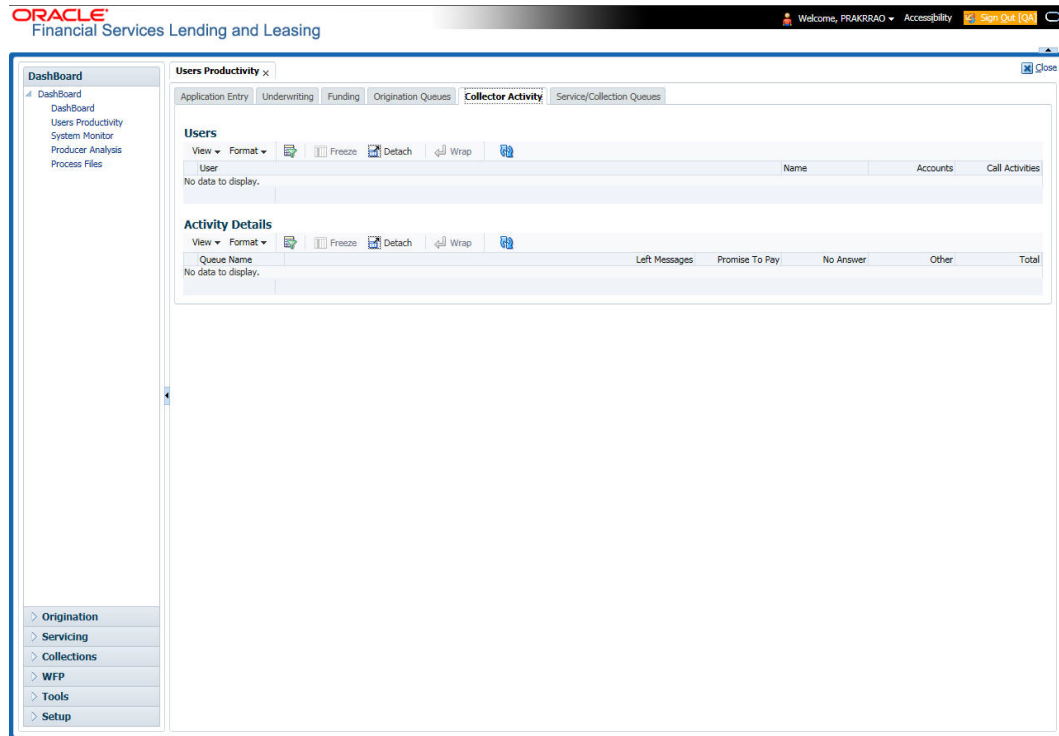 ORACLE
Financial Services Lending and Leasing
Welcome, PRAKRRAO Accessibility Sign Out [QA]
Close
DashBoard
DashBoard
DashBoard
Users Productivity
System Monitor
Producer Analysis
Process Files
Origination
Servicing
Collections
WFP
Tools
Setup
Users Productivity x
Application Entry Underwriting Funding Origination Queues Collector Activity Service/Collection Queues
Users
View Format Freeze Detach Wrap
User Name Accounts Call Activities
No data to display.
Activity Details
View Format Freeze Detach Wrap
Queue Name Left Messages Promise To Pay No Answer Other Total
No data to display.